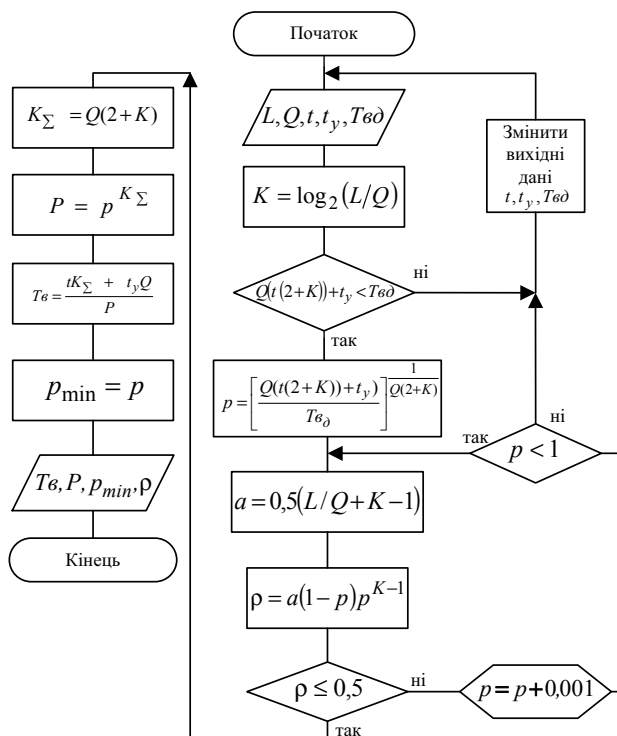 Початок
L, Q, t, t_y, Tвд
K = log₂(L/Q)
Q(t(2+K))+t_y<Tвд
ні
так
Змінити
вихідні
дані
t, t_y, Tвд
p = [Q(t(2+K))+t_y) / Tв_д]^(1/Q(2+K))
так
p < 1
ні
a = 0,5(L/Q+K−1)
ρ = a(1−p)p^(K−1)
ρ ≤ 0,5
ні
p = p+0,001
так
K_Σ = Q(2+K)
P = p^(K_Σ)
Tв = (tK_Σ + t_yQ) / P
p_min = p
Tв, P, p_min, ρ
Кінець